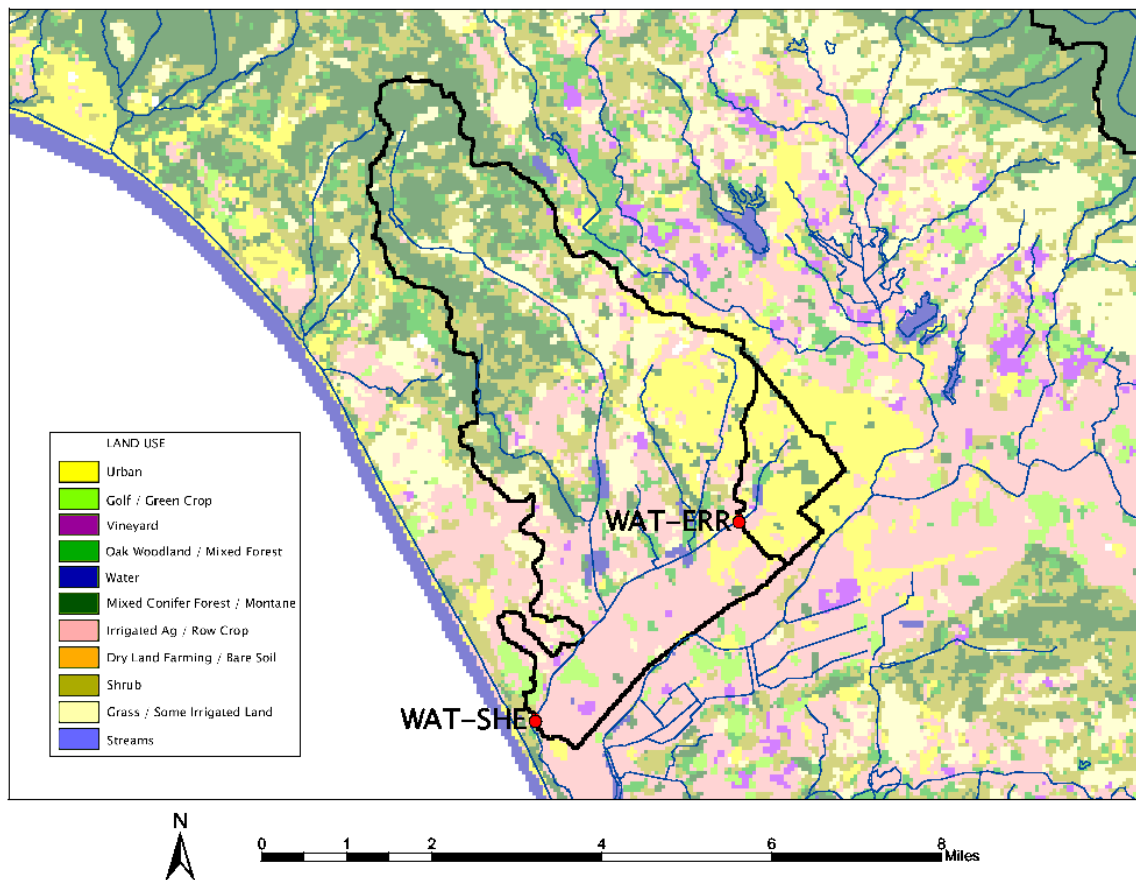 LAND USE
Urban
Golf / Green Crop
Vineyard
Oak Woodland / Mixed Forest
Water
Mixed Conifer Forest / Montane
Irrigated Ag / Row Crop
Dry Land Farming / Bare Soil
Shrub
Grass / Some Irrigated Land
Streams
WAT-ERR
WAT-SHE
N
0 1 2 4 6 8 Miles